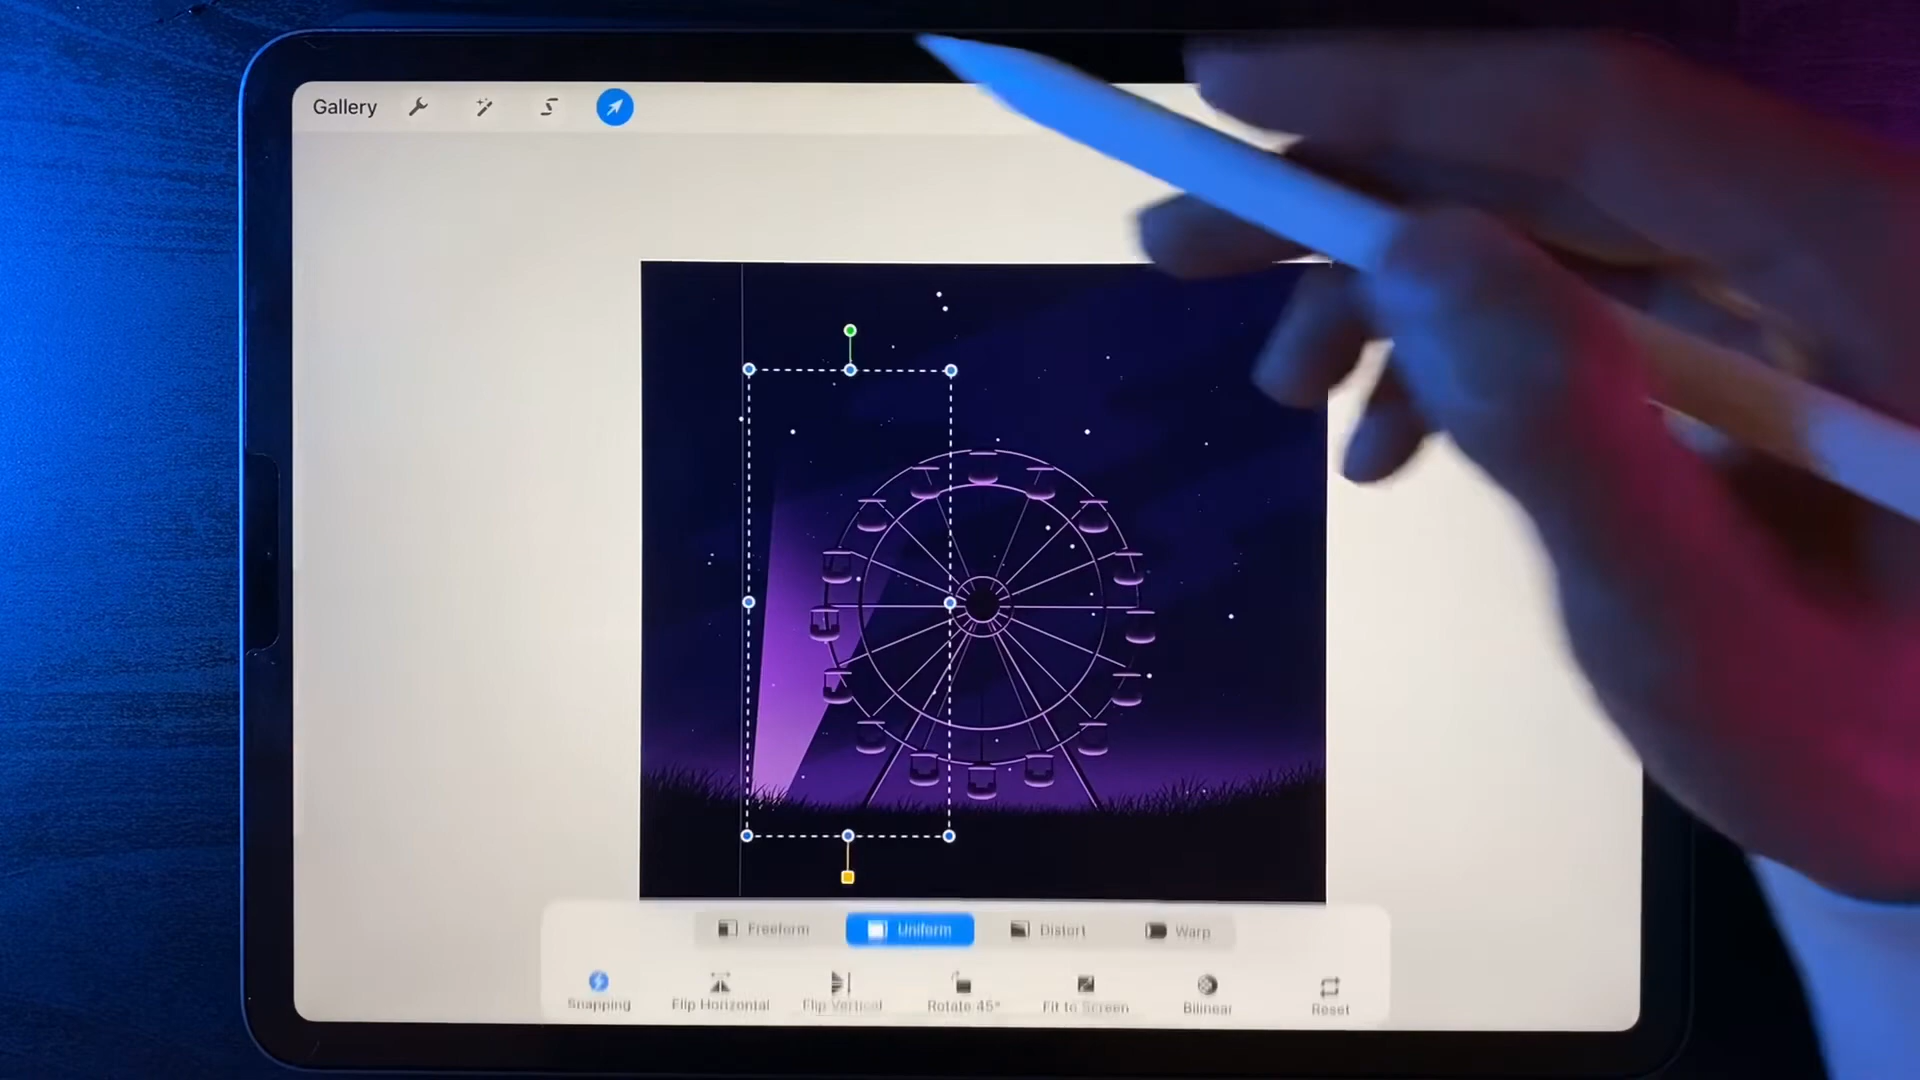 Gallery
Freeform Uniform Distort Warp
Snapping Flip Horizontal Flip Vertical Rotate 45° Fit to Screen Bilinear Reset